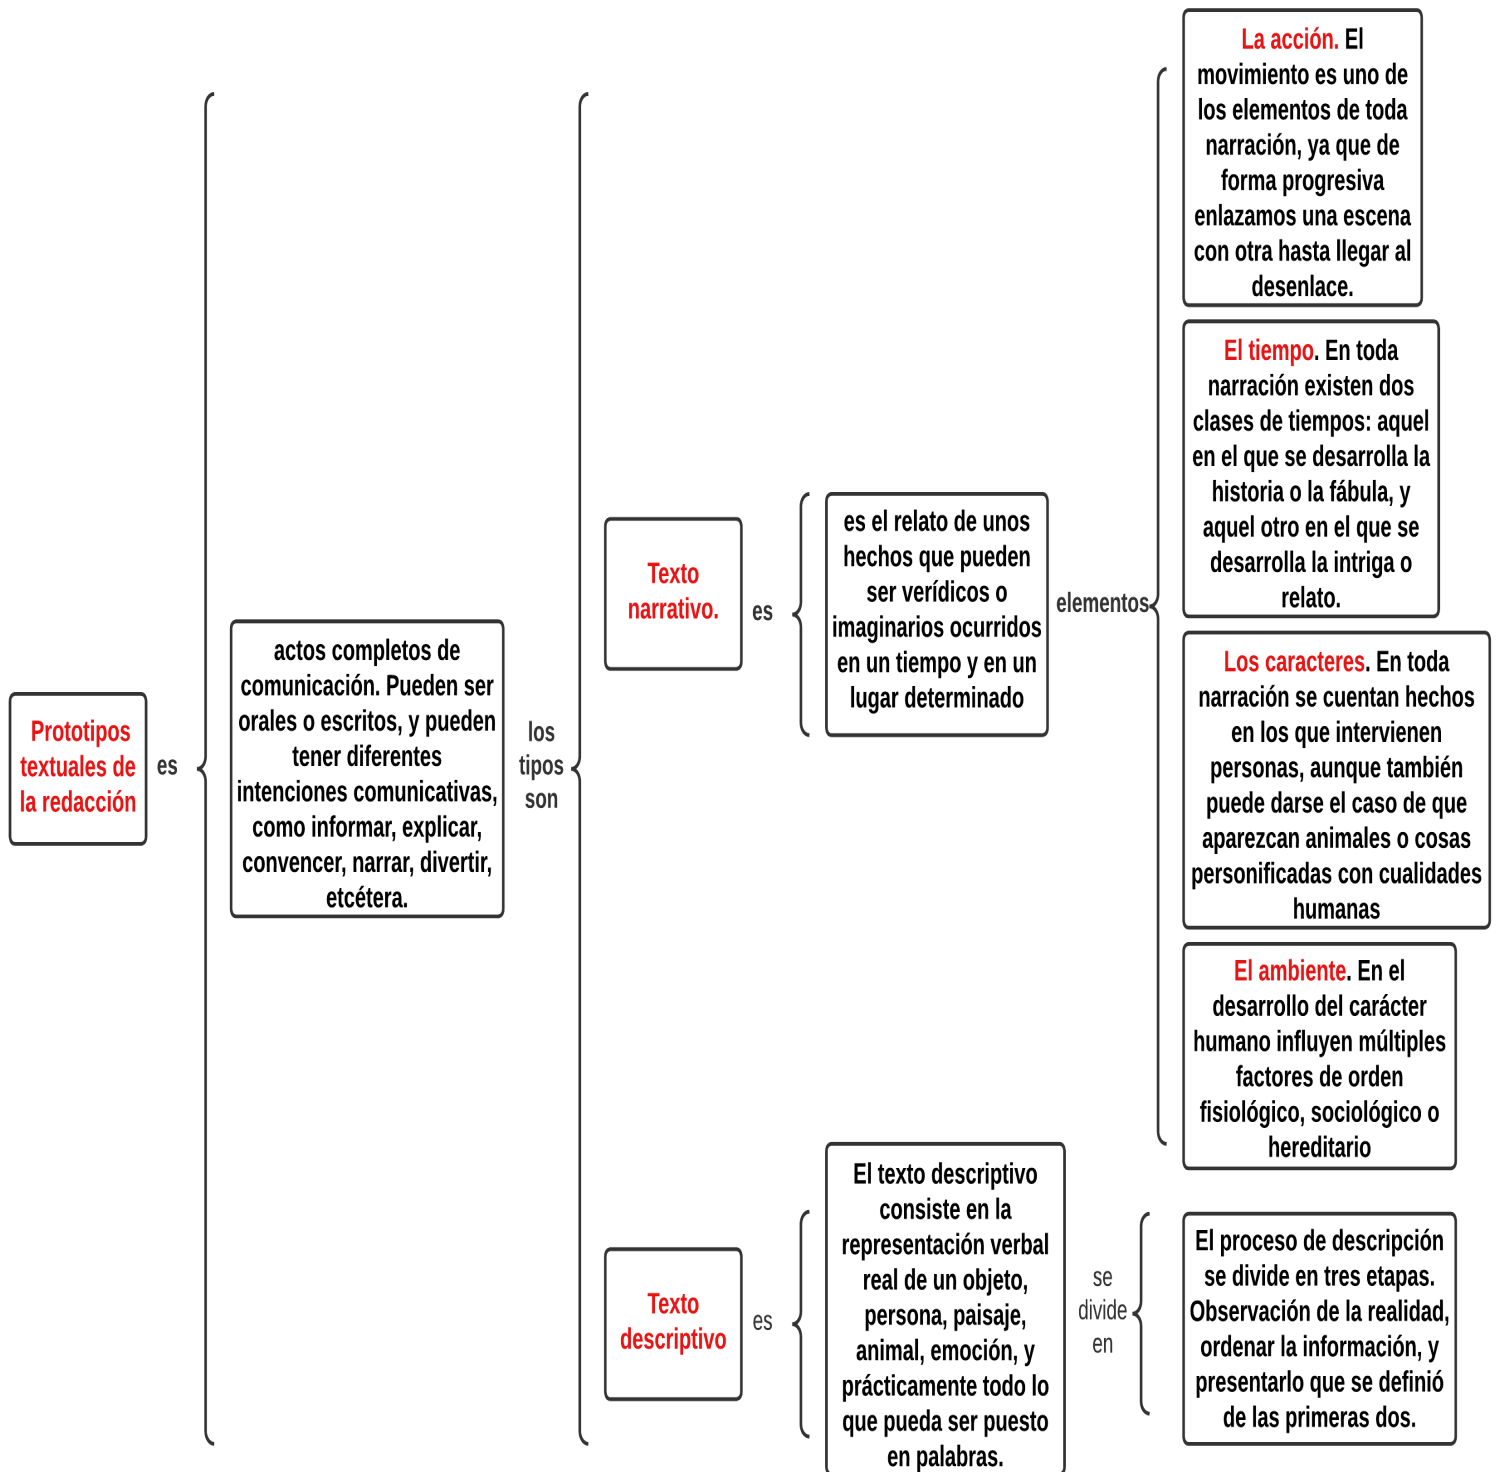 Prototipos
textuales de
la redacción
es
actos completos de
comunicación. Pueden ser
orales o escritos, y pueden
tener diferentes
intenciones comunicativas,
como informar, explicar,
convencer, narrar, divertir,
etcétera.
los
tipos
son
Texto
narrativo.
es
es el relato de unos
hechos que pueden
ser verídicos o
imaginarios ocurridos
en un tiempo y en un
lugar determinado
elementos
La acción. El
movimiento es uno de
los elementos de toda
narración, ya que de
forma progresiva
enlazamos una escena
con otra hasta llegar al
desenlace.
El tiempo. En toda
narración existen dos
clases de tiempos: aquel
en el que se desarrolla la
historia o la fábula, y
aquel otro en el que se
desarrolla la intriga o
relato.
Los caracteres. En toda
narración se cuentan hechos
en los que intervienen
personas, aunque también
puede darse el caso de que
aparezcan animales o cosas
personificadas con cualidades
humanas
El ambiente. En el
desarrollo del carácter
humano influyen múltiples
factores de orden
fisiológico, sociológico o
hereditario
Texto
descriptivo
es
El texto descriptivo
consiste en la
representación verbal
real de un objeto,
persona, paisaje,
animal, emoción, y
prácticamente todo lo
que pueda ser puesto
en palabras.
se
divide
en
El proceso de descripción
se divide en tres etapas.
Observación de la realidad,
ordenar la información, y
presentarlo que se definió
de las primeras dos.